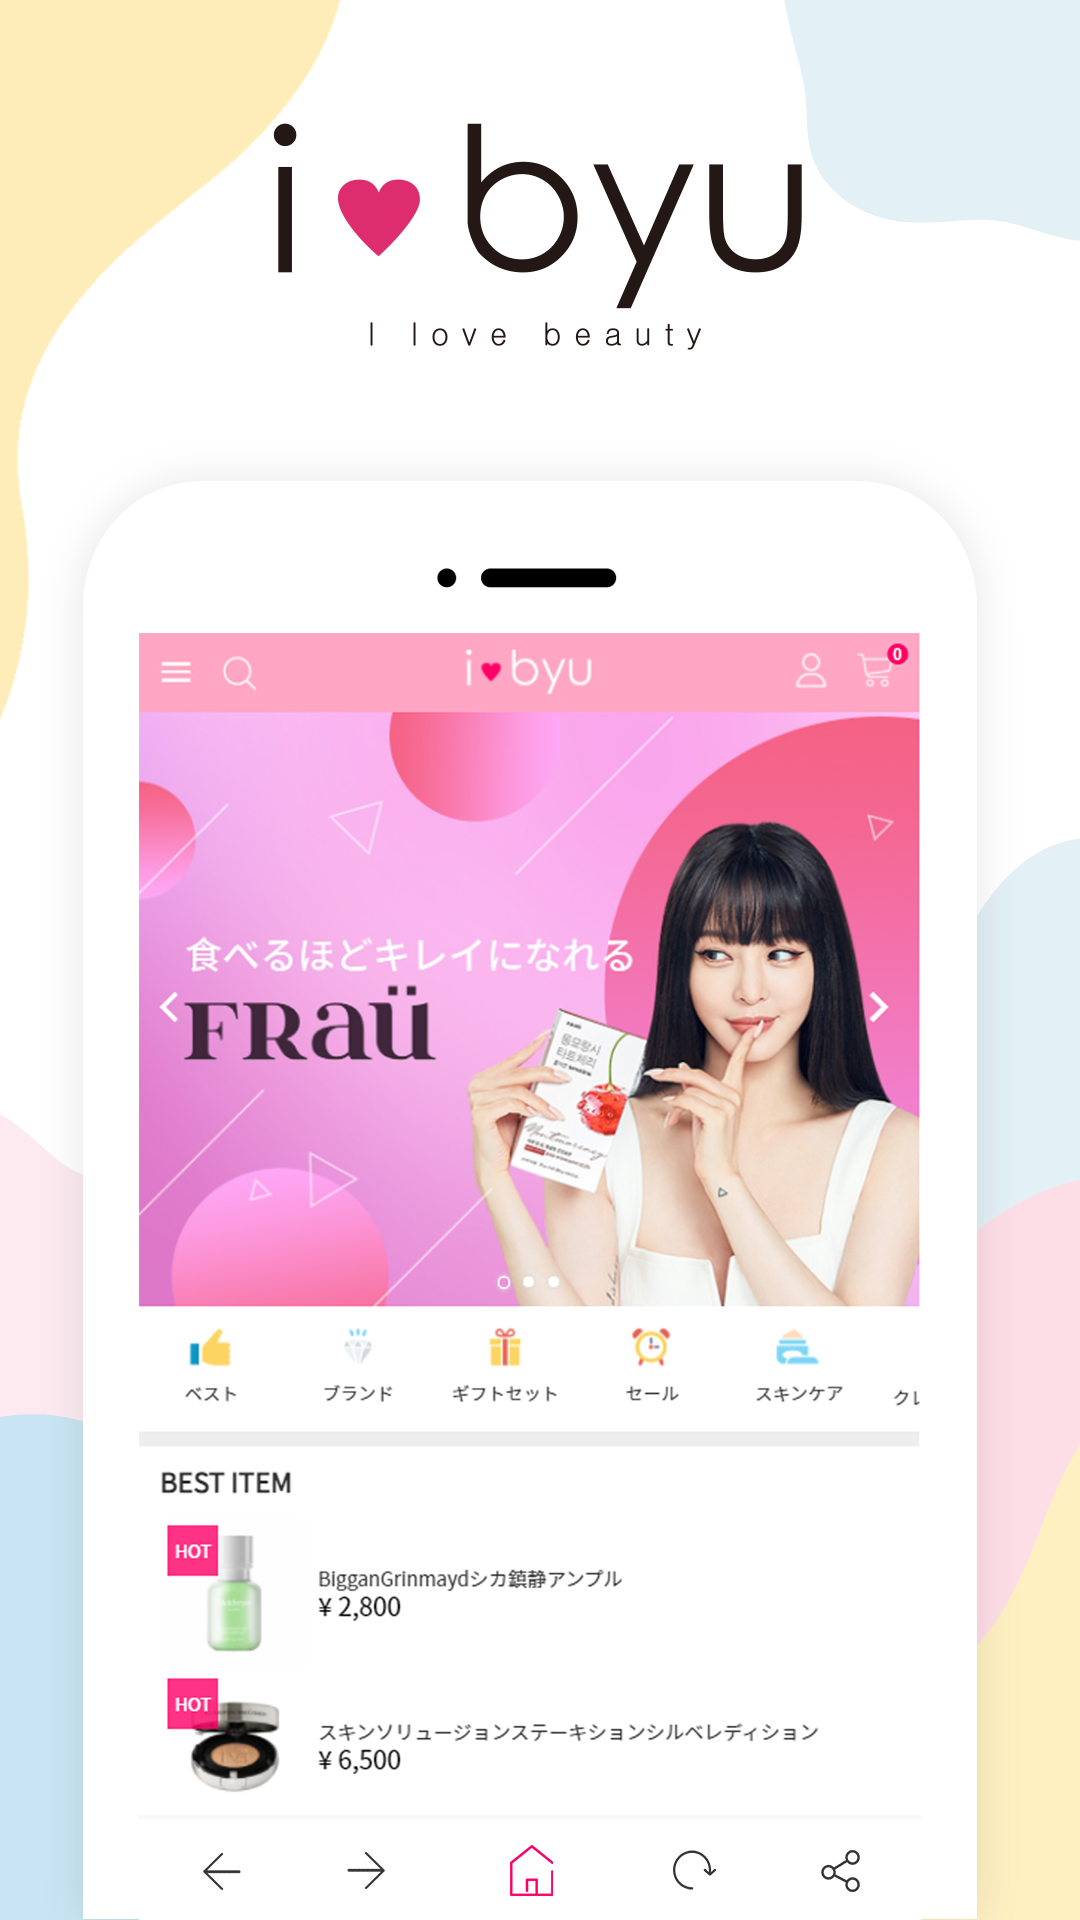 i♥byu
I love beauty
i♥byu
0
食べるほどキレイになれる
FRaü
몽모랑시
타트체리
Montmorency
ベスト
ブランド
ギフトセット
セール
スキンケア
クレ
BEST ITEM
HOT
BigganGrinmaydシカ鎮静アンプル
¥ 2,800
HOT
スキンソリュージョンステーキションシルベレディション
¥ 6,500